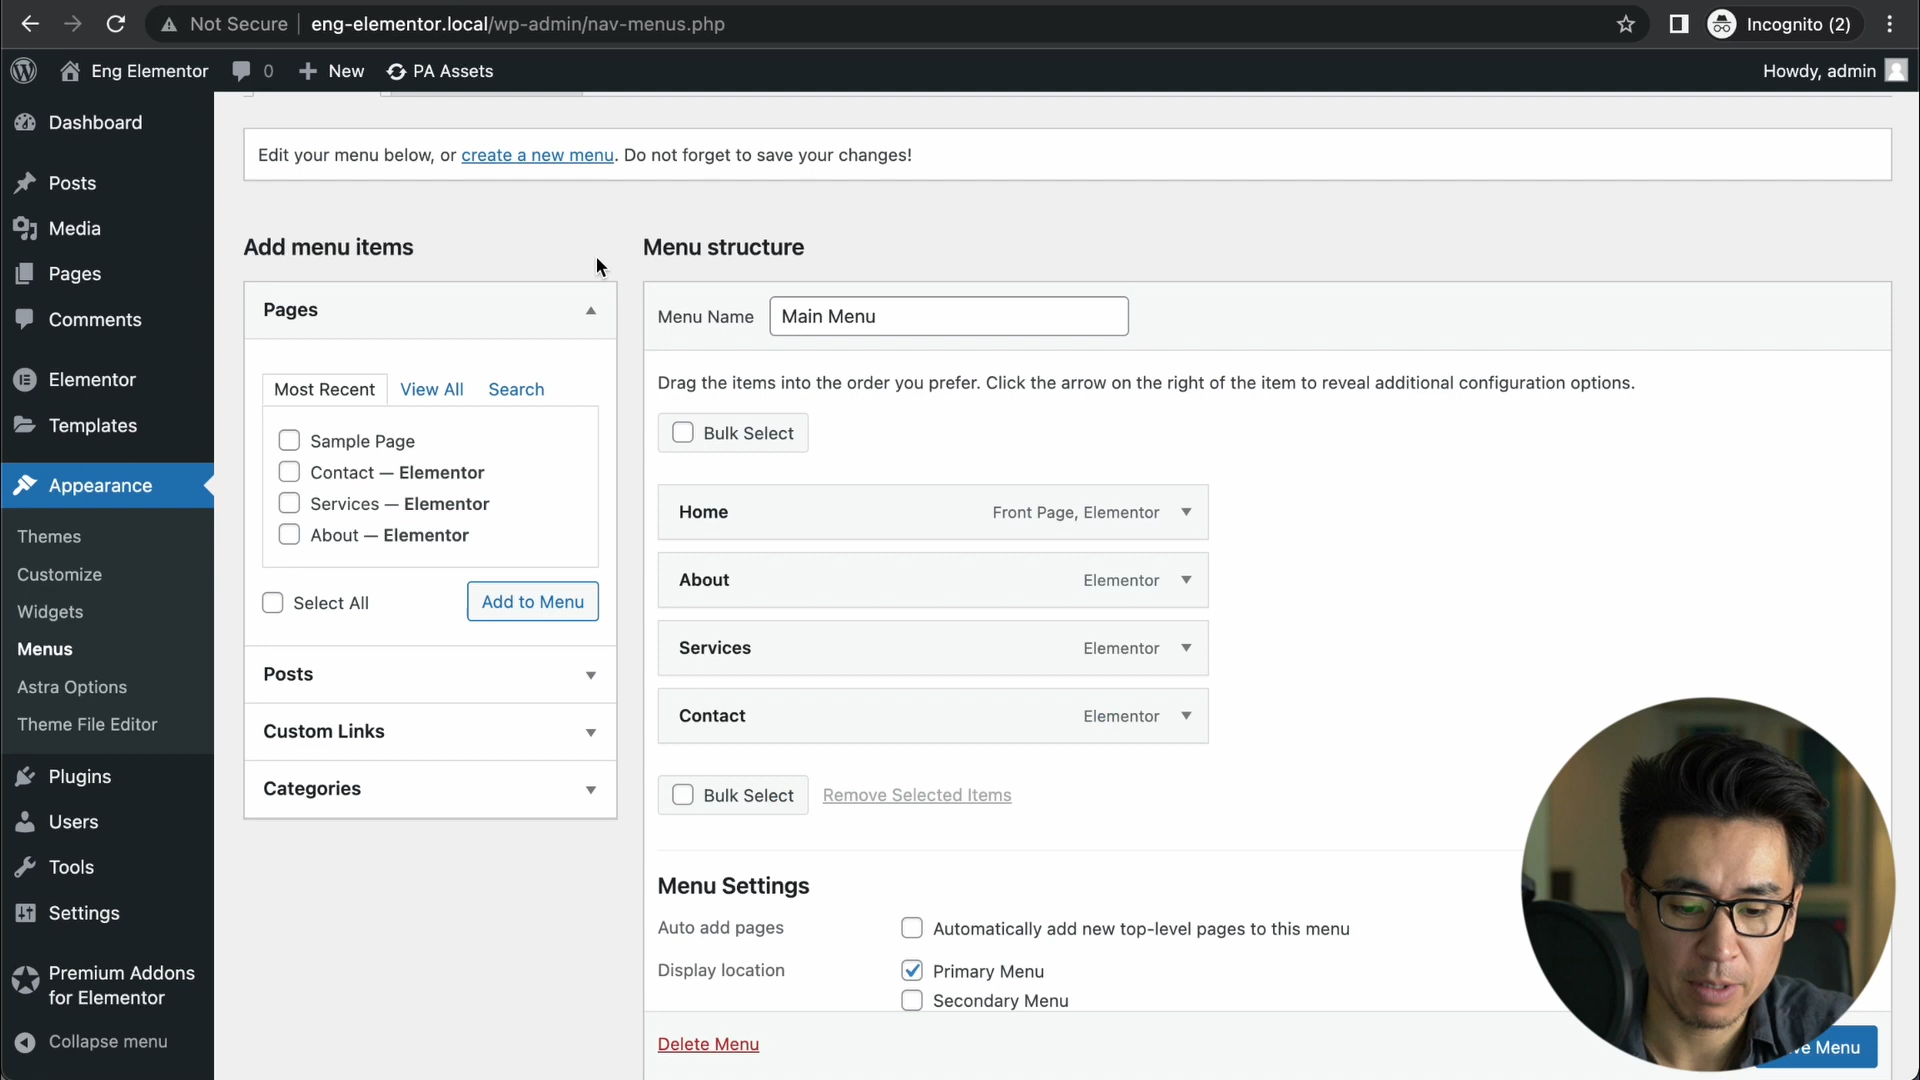 Not Secure
eng-elementor.local/wp-admin/nav-menus.php
Incognito (2)
Eng Elementor
0
New
PA Assets
Howdy, admin
Dashboard
Posts
Media
Pages
Comments
Elementor
Templates
Appearance
Themes
Customize
Widgets
Menus
Astra Options
Theme File Editor
Plugins
Users
Tools
Settings
Premium Addons
for Elementor
Collapse menu
Edit your menu below, or create a new menu. Do not forget to save your changes!
Add menu items
Pages
Most Recent
View All
Search
Sample Page
Contact — Elementor
Services — Elementor
About — Elementor
Select All
Add to Menu
Posts
Custom Links
Categories
Menu structure
Menu Name
Main Menu
Drag the items into the order you prefer. Click the arrow on the right of the item to reveal additional configuration options.
Bulk Select
Home
Front Page, Elementor
About
Elementor
Services
Elementor
Contact
Elementor
Bulk Select
Remove Selected Items
Menu Settings
Auto add pages
Automatically add new top-level pages to this menu
Display location
Primary Menu
Secondary Menu
Delete Menu
Menu